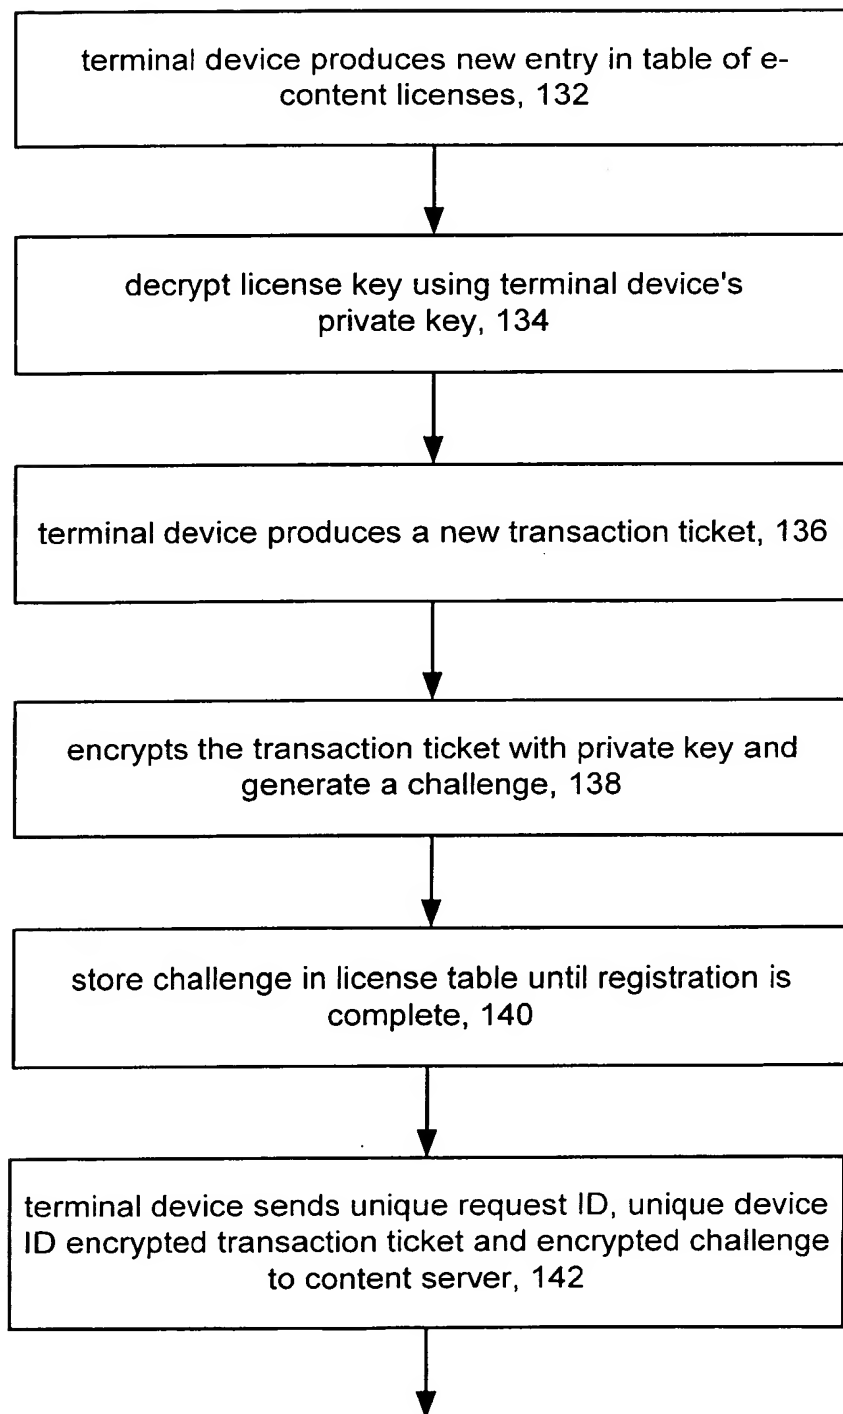 terminal device produces new entry in table of e-
content licenses, 132
decrypt license key using terminal device's
private key, 134
terminal device produces a new transaction ticket, 136
encrypts the transaction ticket with private key and
generate a challenge, 138
store challenge in license table until registration is
complete, 140
terminal device sends unique request ID, unique device
ID encrypted transaction ticket and encrypted challenge
to content server, 142